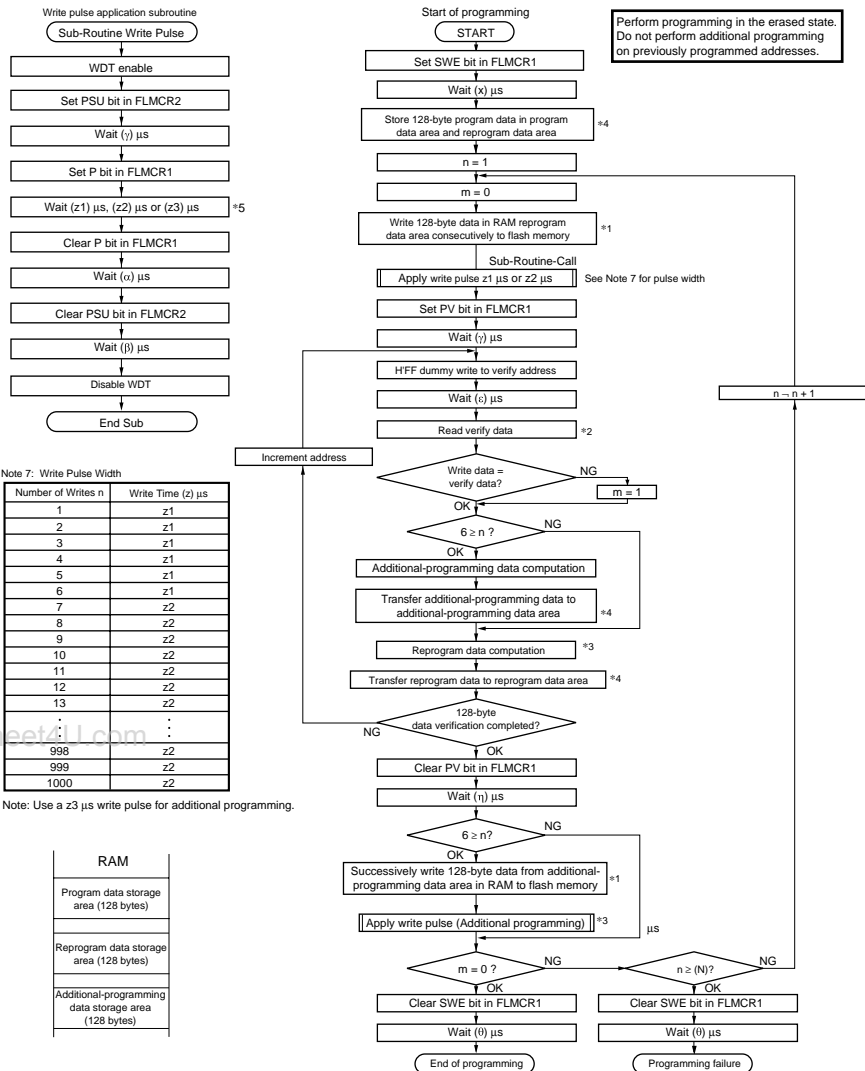 Write pulse application subroutine
Sub-Routine Write Pulse
WDT enable
Set PSU bit in FLMCR2
Wait (γ) μs
Set P bit in FLMCR1
Wait (z1) μs, (z2) μs or (z3) μs
*5
Clear P bit in FLMCR1
Wait (α) μs
Clear PSU bit in FLMCR2
Wait (β) μs
Disable WDT
End Sub
Note 7: Write Pulse Width
Number of Writes n Write Time (z) μs
1 z1
2 z1
3 z1
4 z1
5 z1
6 z1
7 z2
8 z2
9 z2
10 z2
11 z2
12 z2
13 z2
⋮ ⋮
998 z2
999 z2
1000 z2
Note: Use a z3 μs write pulse for additional programming.
RAM
Program data storage
area (128 bytes)
Reprogram data storage
area (128 bytes)
Additional-programming
data storage area
(128 bytes)
Start of programming
START
Set SWE bit in FLMCR1
Wait (x) μs
Store 128-byte program data in program
data area and reprogram data area
*4
n = 1
m = 0
Write 128-byte data in RAM reprogram
data area consecutively to flash memory
*1
Sub-Routine-Call
Apply write pulse z1 μs or z2 μs
See Note 7 for pulse width
Set PV bit in FLMCR1
Wait (γ) μs
H'FF dummy write to verify address
Wait (ε) μs
Read verify data
*2
Increment address
Write data =
verify data?
NG
m = 1
OK
6 ≥ n ?
NG
OK
Additional-programming data computation
Transfer additional-programming data to
additional-programming data area
*4
Reprogram data computation
*3
Transfer reprogram data to reprogram data area
*4
128-byte
data verification completed?
NG
OK
Clear PV bit in FLMCR1
Wait (η) μs
6 ≥ n?
NG
OK
Successively write 128-byte data from additional-
programming data area in RAM to flash memory
*1
Apply write pulse (Additional programming)
*3
μs
m = 0 ?
NG
OK
Clear SWE bit in FLMCR1
Wait (θ) μs
End of programming
n ≥ (N)?
NG
OK
Clear SWE bit in FLMCR1
Wait (θ) μs
Programming failure
n ¬ n + 1
Perform programming in the erased state.
Do not perform additional programming
on previously programmed addresses.
eet4U.com